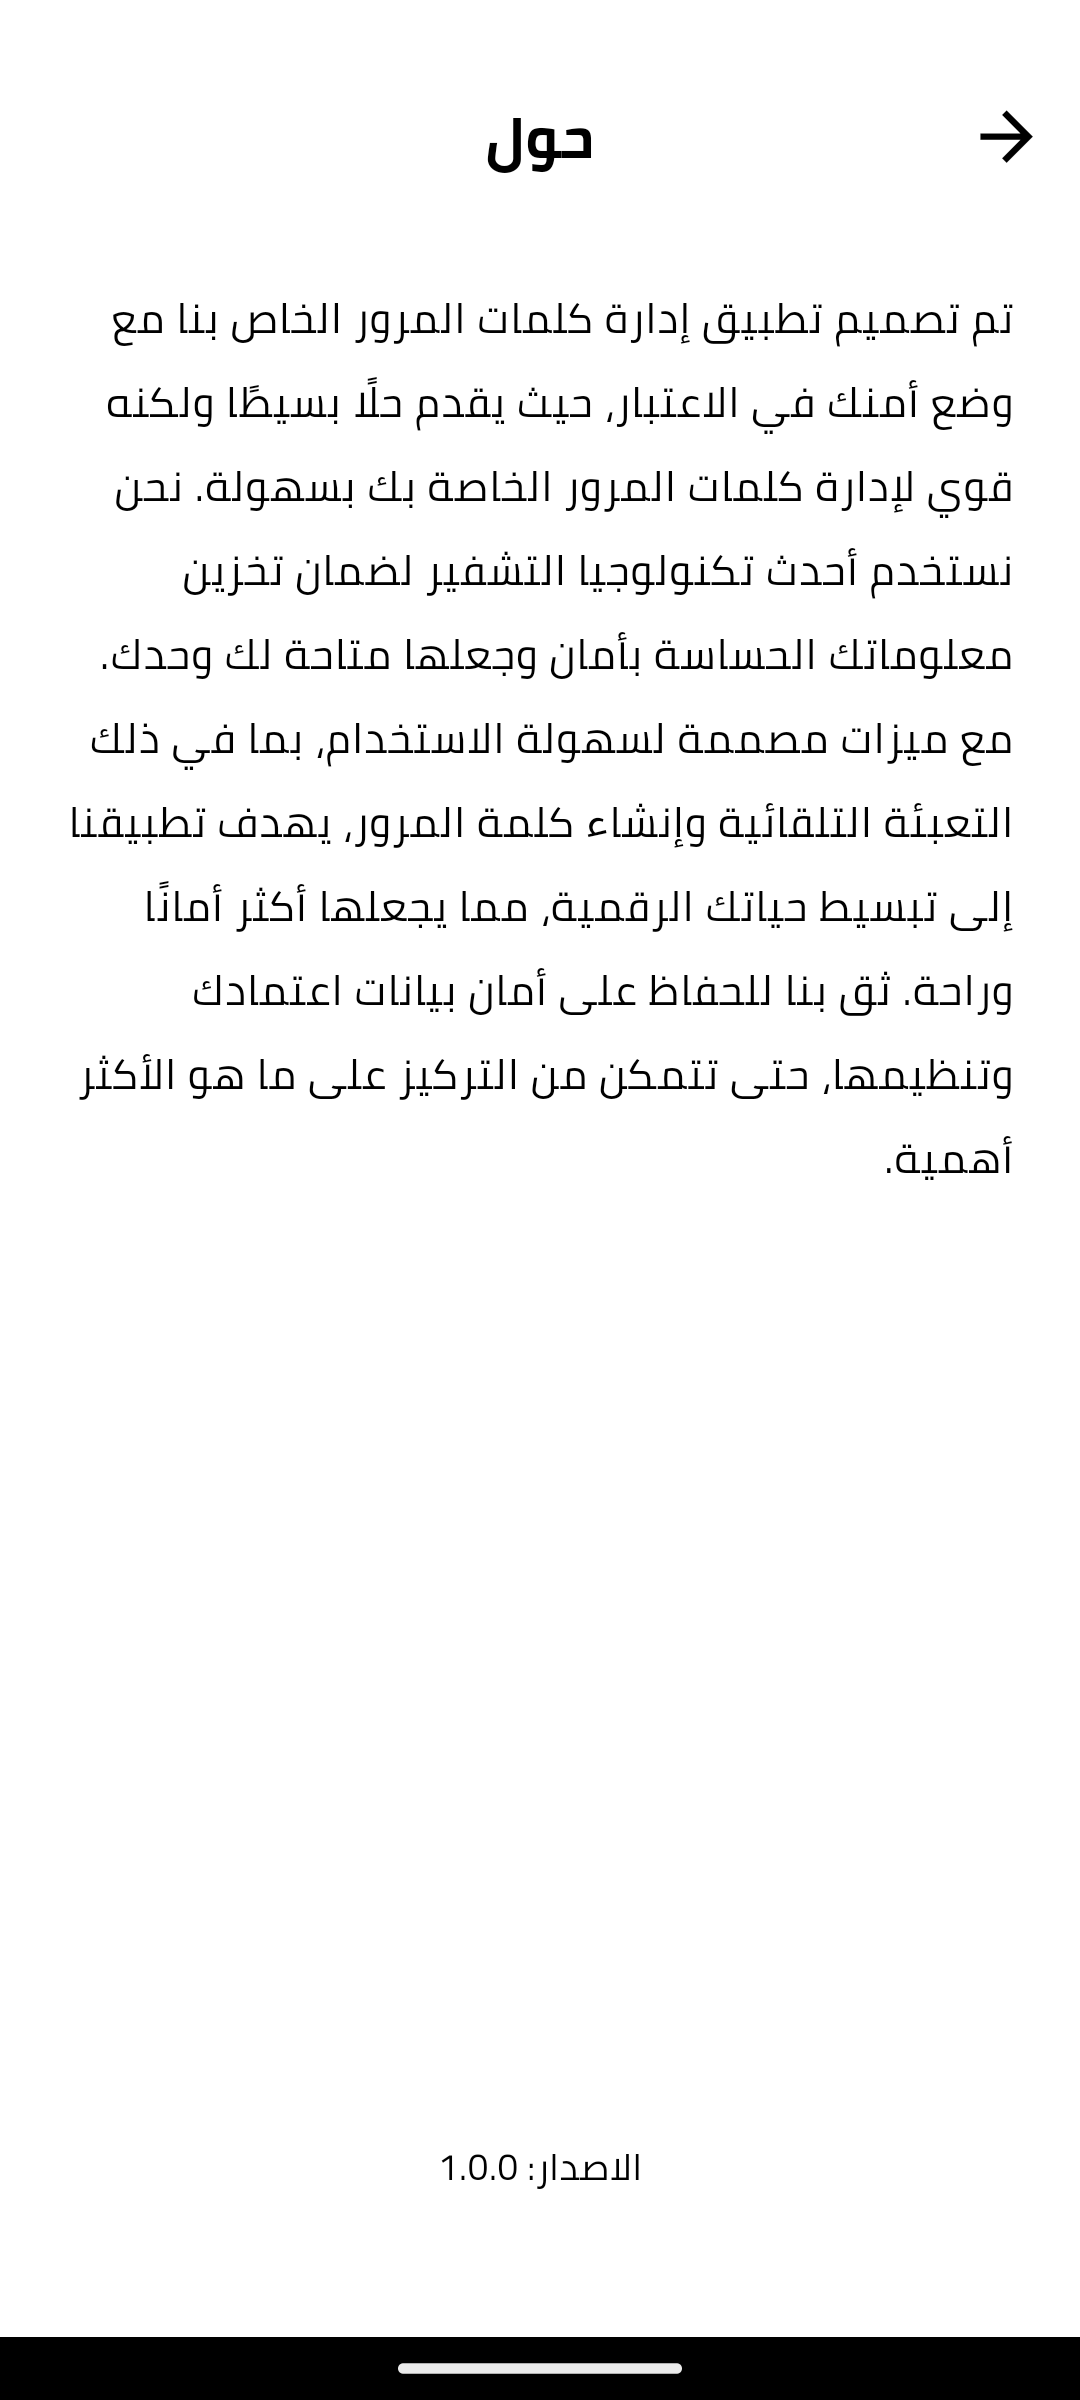 حول
تم تصميم تطبيق إدارة كلمات المرور الخاص بنا مع
وضع أمنك في الاعتبار، حيث يقدم حلًا بسيطًا ولكنه
قوي لإدارة كلمات المرور الخاصة بك بسهولة. نحن
نستخدم أحدث تكنولوجيا التشفير لضمان تخزين
معلوماتك الحساسة بأمان وجعلها متاحة لك وحدك.
مع ميزات مصممة لسهولة الاستخدام، بما في ذلك
التعبئة التلقائية وإنشاء كلمة المرور، يهدف تطبيقنا
إلى تبسيط حياتك الرقمية، مما يجعلها أكثر أمانًا
وراحة. ثق بنا للحفاظ على أمان بيانات اعتمادك
وتنظيمها، حتى تتمكن من التركيز على ما هو الأكثر
أهمية.
الاصدار: 1.0.0